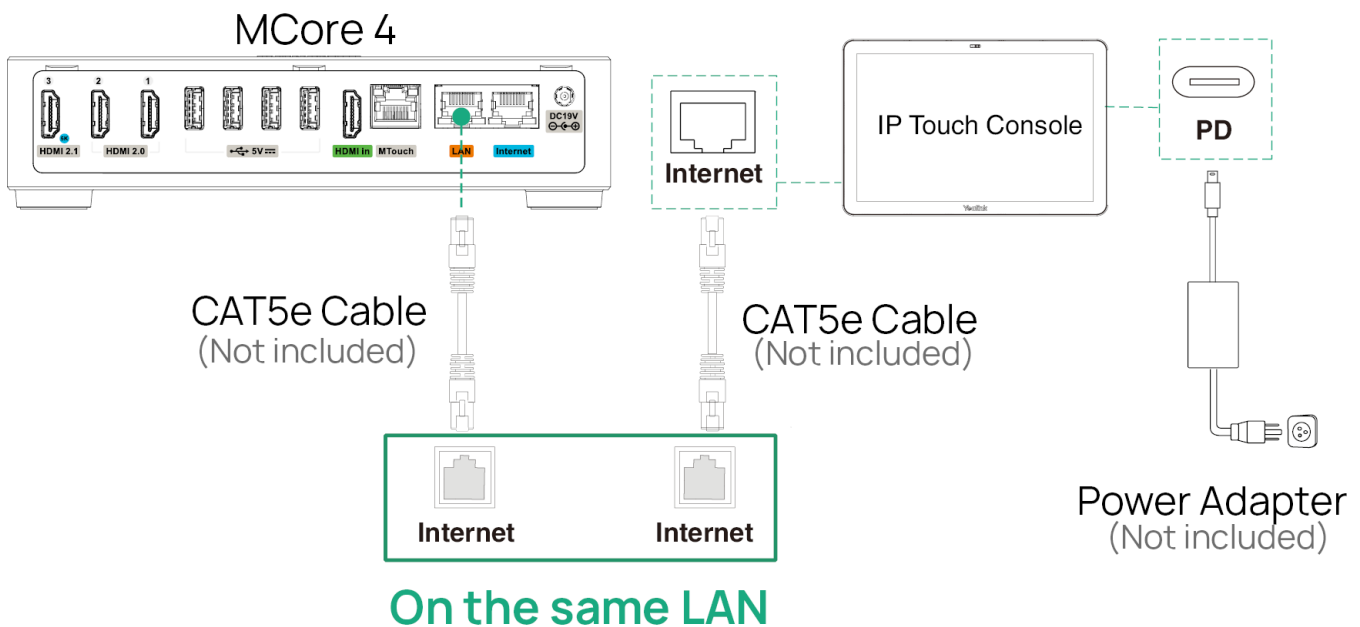 MCore 4
3
2
1
8K
HDMI 2.1
HDMI 2.0
5V
HDMI In
MTouch
LAN
Internet
DC19V
Internet
IP Touch Console
Yealink
PD
CAT5e Cable
(Not included)
CAT5e Cable
(Not included)
Internet
Internet
Power Adapter
(Not included)
On the same LAN